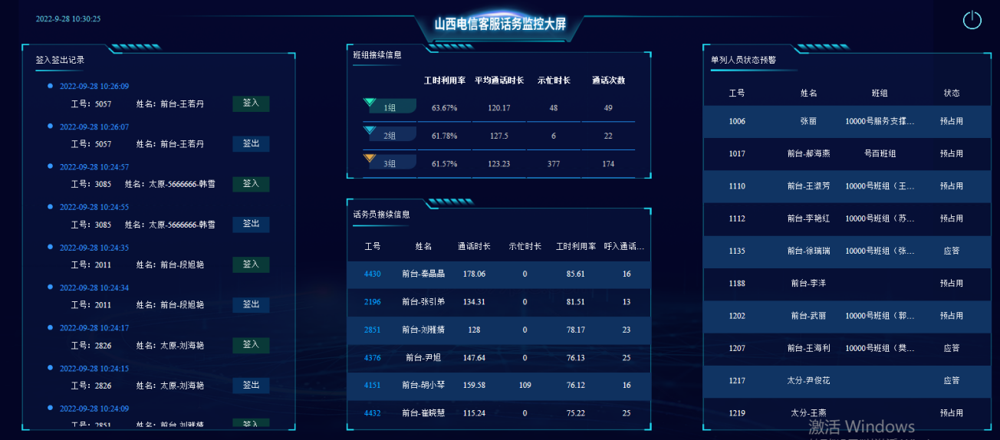 2022-9-28 10:30:25
山西电信客服话务监控大屏
签入签出记录
2022-09-28 10:26:09
工号：5057 姓名：前台-王若丹 签入
2022-09-28 10:26:07
工号：5057 姓名：前台-王若丹 签出
2022-09-28 10:24:57
工号：3085 姓名：太原-5666666-韩雪 签入
2022-09-28 10:24:55
工号：3085 姓名：太原-5666666-韩雪 签出
2022-09-28 10:24:35
工号：2011 姓名：前台-段旭艳 签入
2022-09-28 10:24:34
工号：2011 姓名：前台-段旭艳 签出
2022-09-28 10:24:17
工号：2826 姓名：太原-刘海艳 签入
2022-09-28 10:24:15
工号：2826 姓名：太原-刘海艳 签出
2022-09-28 10:24:09
工号：2851 姓名：前台-刘雅婧 签入
班组接续信息
工时利用率 平均通话时长 示忙时长 通话次数
1组 63.67% 120.17 48 49
2组 61.78% 127.5 6 22
3组 61.57% 123.23 377 174
话务员接续信息
工号 姓名 通话时长 示忙时长 工时利用率 呼入通话...
4430 前台-秦晶晶 178.06 0 85.61 16
2196 前台-张引弟 134.31 0 81.51 13
2851 前台-刘雅婧 128 0 78.17 23
4376 前台-尹旭 147.64 0 76.13 25
4151 前台-胡小琴 159.58 109 76.12 16
4432 前台-崔晓慧 115.24 0 75.22 25
单列人员状态预警
工号 姓名 班组 状态
1006 张丽 10000号服务支撑... 预占用
1017 前台-郝海燕 号百班组 预占用
1110 前台-王淑芳 10000号班组（王... 预占用
1112 前台-李艳红 10000号班组（苏... 预占用
1135 前台-徐瑞瑞 10000号班组（张... 应答
1188 前台-李洋 预占用
1202 前台-武丽 10000号班组（郭... 预占用
1207 前台-王海利 10000号班组（樊... 应答
1217 太分-尹俊花 应答
1219 太分-王燕 预占用
激活 Windows